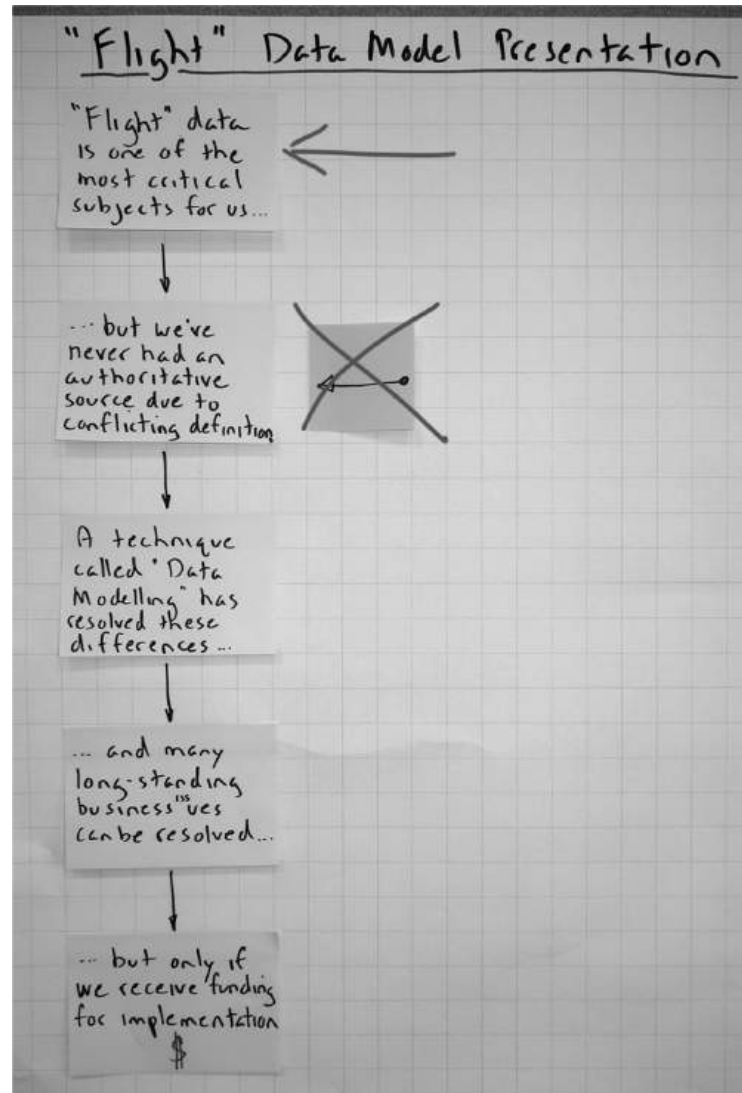 "Flight" Data Model Presentation
"Flight" data
is one of the
most critical
subjects for us...
... but we've
never had an
authoritative
source due to
conflicting definition
A technique
called "Data
Modelling" has
resolved these
differences...
... and many
long-standing
business issues
can be resolved...
... but only if
we receive funding
for implementation
$